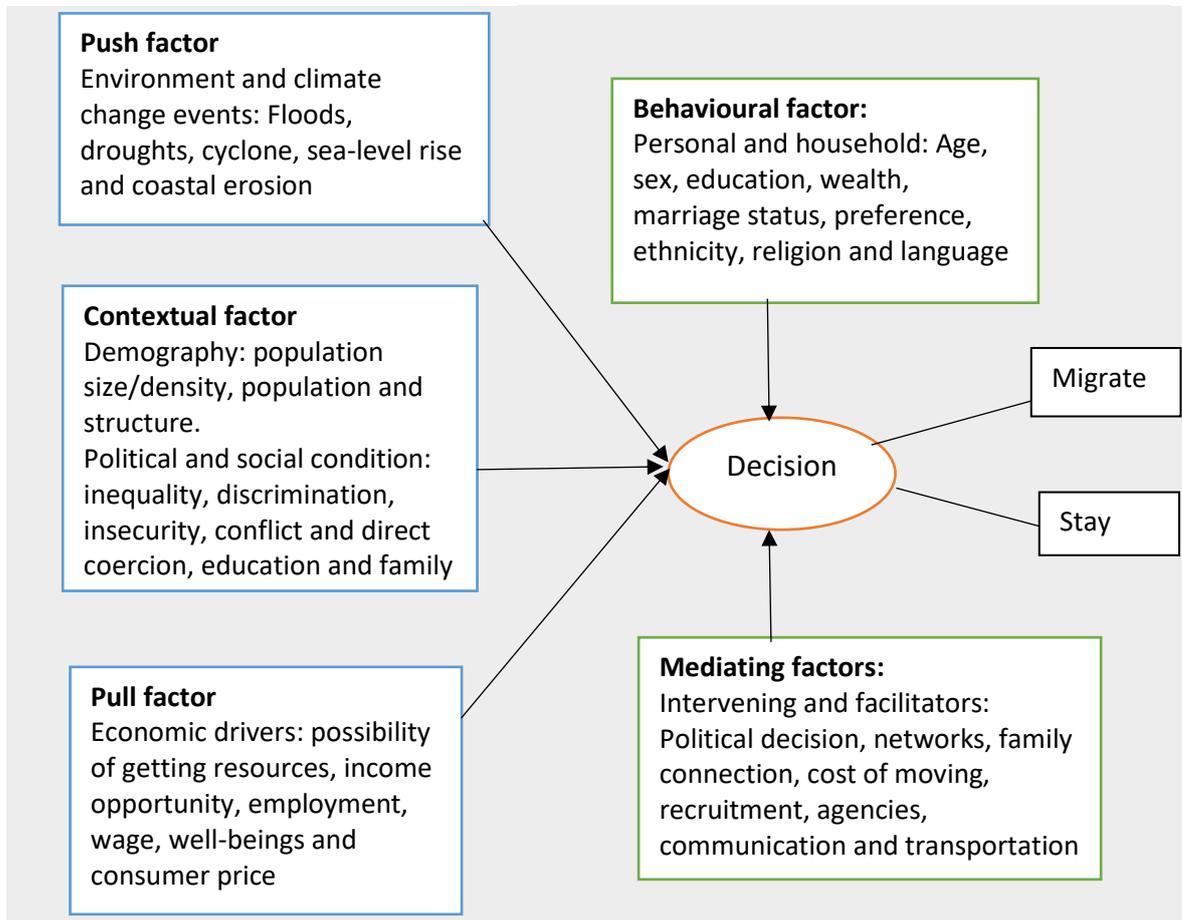 Push factor
Environment and climate
change events: Floods,
droughts, cyclone, sea-level rise
and coastal erosion
Behavioural factor:
Personal and household: Age,
sex, education, wealth,
marriage status, preference,
ethnicity, religion and language
Contextual factor
Demography: population
size/density, population and
structure.
Political and social condition:
inequality, discrimination,
insecurity, conflict and direct
coercion, education and family
Migrate
Decision
Stay
Pull factor
Economic drivers: possibility
of getting resources, income
opportunity, employment,
wage, well-beings and
consumer price
Mediating factors:
Intervening and facilitators:
Political decision, networks, family
connection, cost of moving,
recruitment, agencies,
communication and transportation